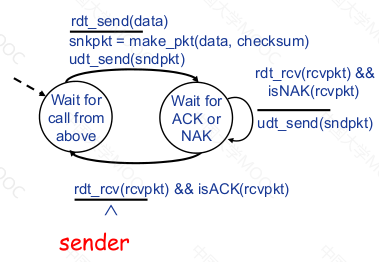 rdt_send(data)
snkpkt = make_pkt(data, checksum)
udt_send(sndpkt)
rdt_rcv(rcvpkt) &&
isNAK(rcvpkt)
udt_send(sndpkt)
Wait for
call from
above
Wait for
ACK or
NAK
rdt_rcv(rcvpkt) && isACK(rcvpkt)
Λ
sender